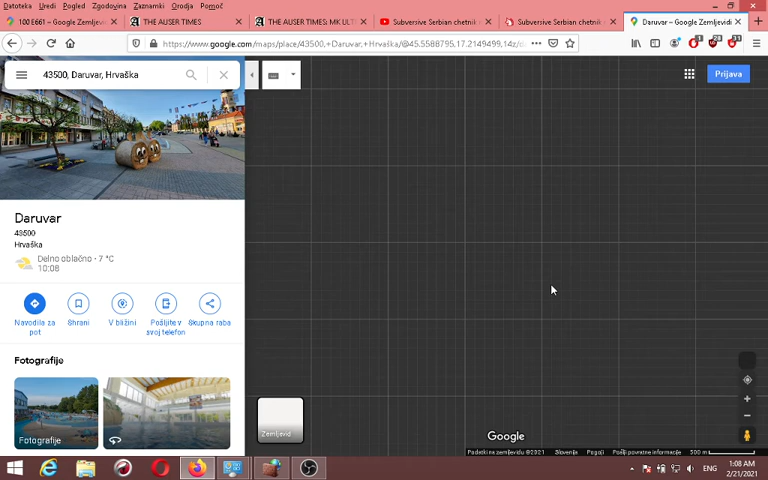 Datoteka Uredi Pogled Zgodovina Zaznamki Orodja Pomoč
100 E661 – Google Zemljevi
THE AUSER TIMES
THE AUSER TIMES: MK ULT
Subversive Serbian chetnik
Subversive Serbian chetnik
Daruvar – Google Zemljevidi
https://www.google.com/maps/place/43500,+Daruvar,+Hrvaška/@45.5588795,17.2149499,14z/
43500, Daruvar, Hrvaška
Prijava
Daruvar
43500
Hrvaška
Delno oblačno · 7 °C
10:08
Navodila za pot
Shrani
V bližini
Pošljite v svoj telefon
Skupna raba
Fotografije
Fotografije
Zemljevid
Google
Podatki na zemljevidu ©2021 Slovenija Pogoji Pošlji povratne informacije 500 m
ENG
1:08 AM
2/21/2021